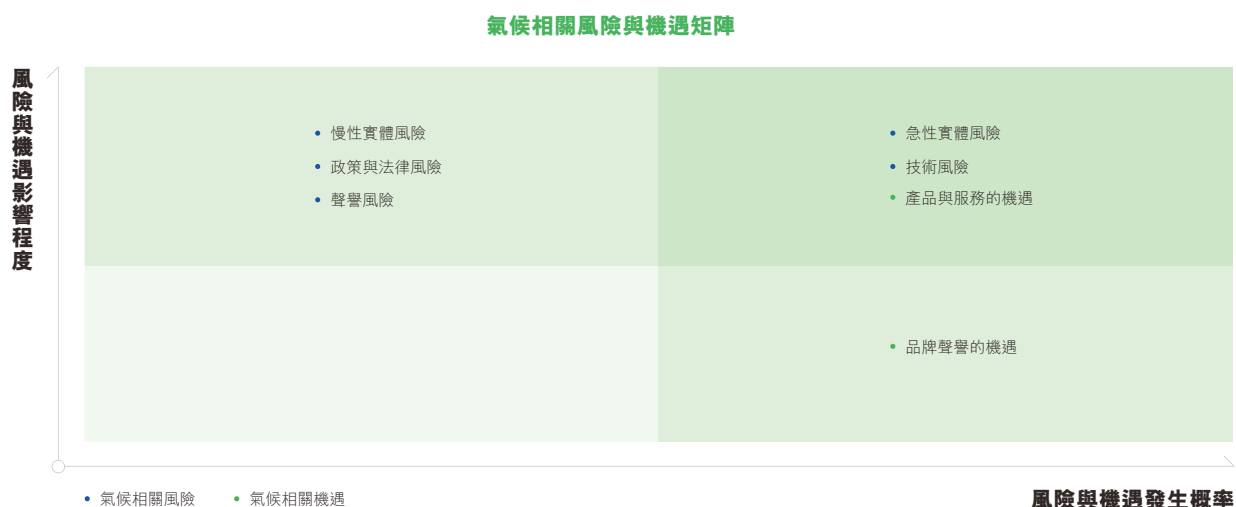 氣候相關風險與機遇矩陣
風險與機遇影響程度
• 慢性實體風險
• 政策與法律風險
• 聲譽風險
• 急性實體風險
• 技術風險
• 產品與服務的機遇
• 品牌聲譽的機遇
• 氣候相關風險
• 氣候相關機遇
風險與機遇發生概率